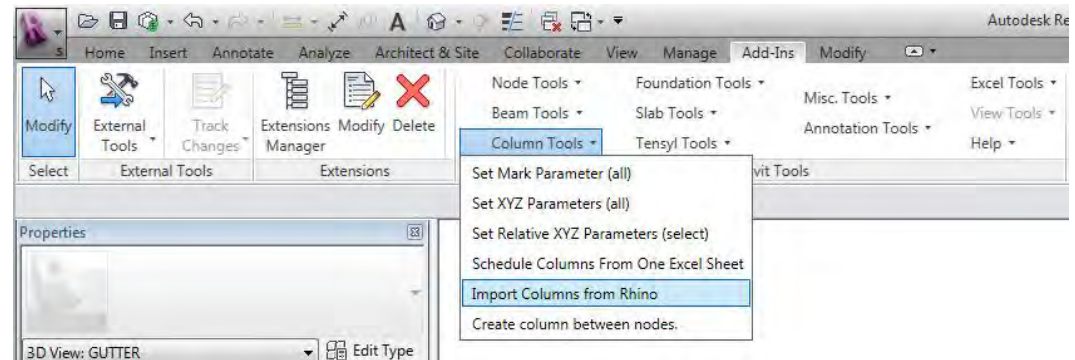 A
Autodesk Re
S
Home Insert Annotate Analyze Architect & Site Collaborate View Manage Add-Ins Modify
Modify
External Tools
Track Changes
Extensions Manager
Modify
Delete
Node Tools
Beam Tools
Column Tools
Foundation Tools
Slab Tools
Tensyl Tools
Misc. Tools
Annotation Tools
Excel Tools
View Tools
Help
Select
External Tools
Extensions
vit Tools
Set Mark Parameter (all)
Set XYZ Parameters (all)
Set Relative XYZ Parameters (select)
Schedule Columns From One Excel Sheet
Import Columns from Rhino
Create column between nodes.
Properties
3D View: GUTTER
Edit Type